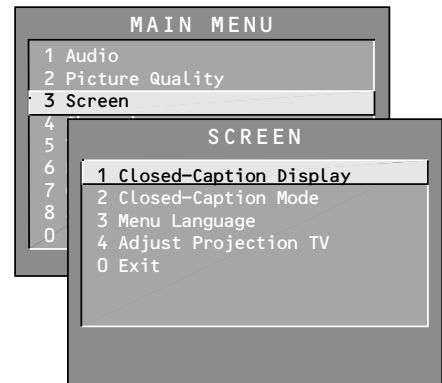 MAIN MENU
1 Audio
2 Picture Quality
3 Screen
4
5
6
7
8
0
SCREEN
1 Closed-Caption Display
2 Closed-Caption Mode
3 Menu Language
4 Adjust Projection TV
0 Exit